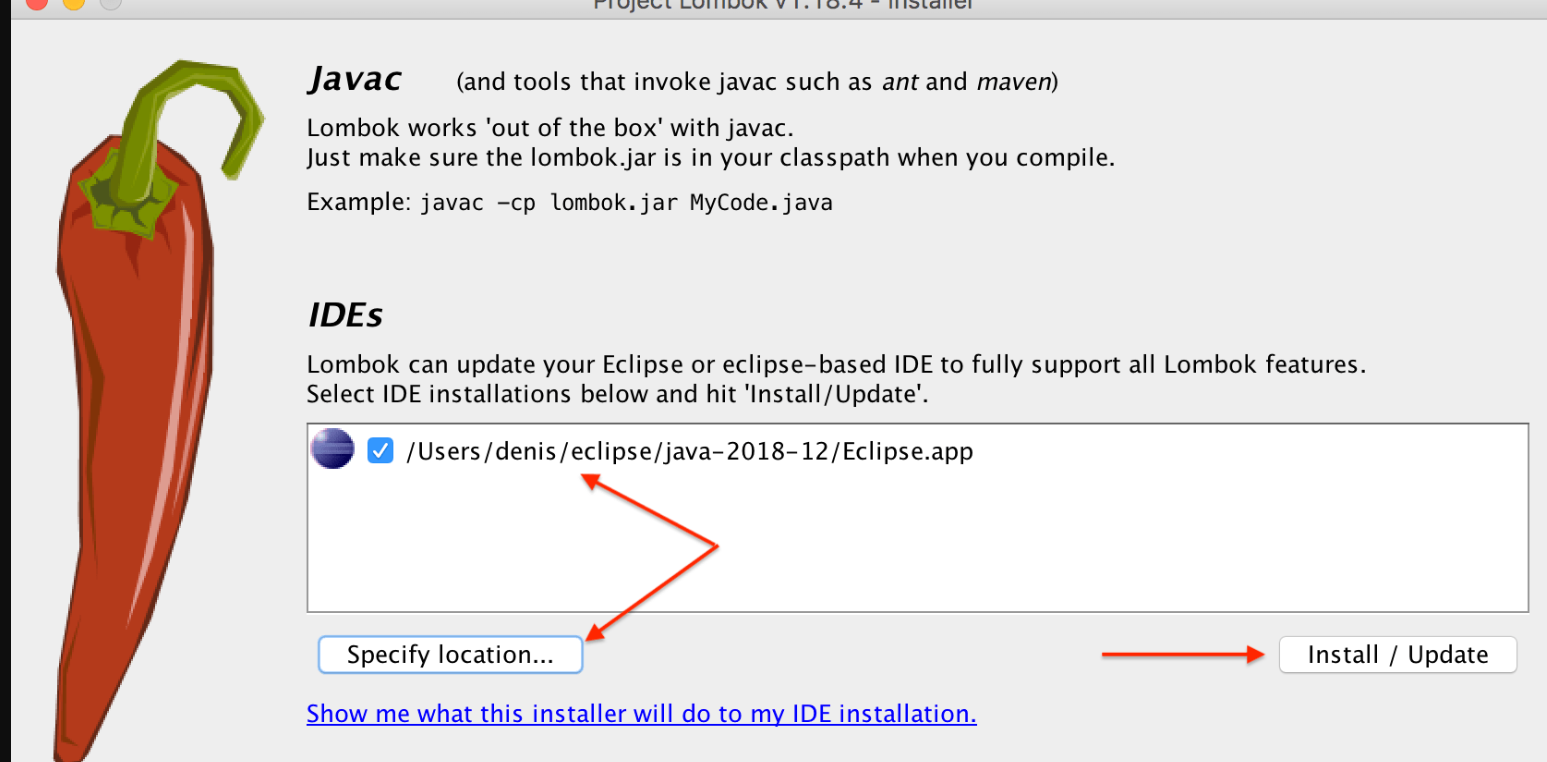 Project Lombok v1.18.4 - Installer
Javac (and tools that invoke javac such as ant and maven)
Lombok works 'out of the box' with javac.
Just make sure the lombok.jar is in your classpath when you compile.
Example: javac -cp lombok.jar MyCode.java
IDEs
Lombok can update your Eclipse or eclipse-based IDE to fully support all Lombok features.
Select IDE installations below and hit 'Install/Update'.
/Users/denis/eclipse/java-2018-12/Eclipse.app
Specify location... Install / Update
Show me what this installer will do to my IDE installation.